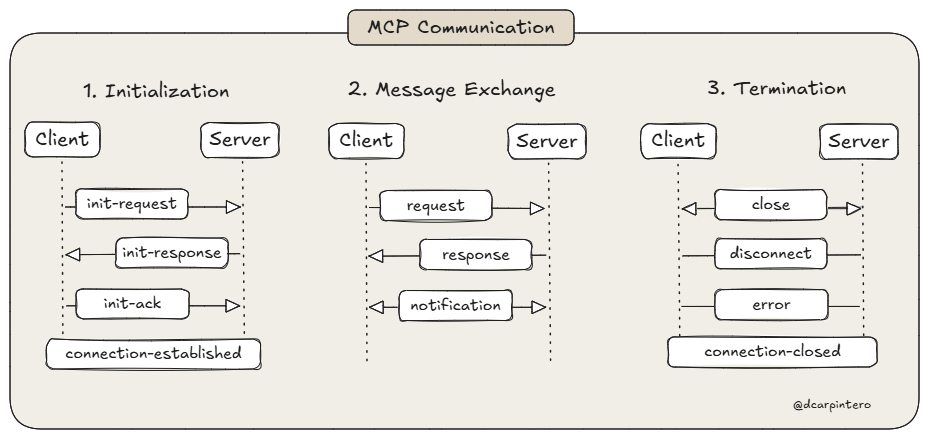 MCP Communication
1. Initialization
Client
Server
init-request
init-response
init-ack
connection-established
2. Message Exchange
Client
Server
request
response
notification
3. Termination
Client
Server
close
disconnect
error
connection-closed
@dcarpintero